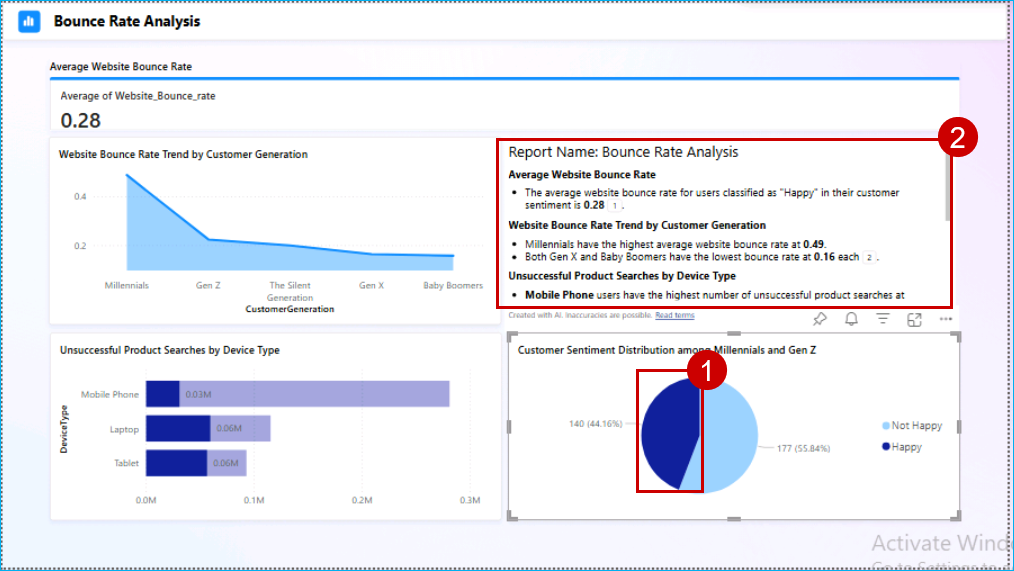 Bounce Rate Analysis
Average Website Bounce Rate
Average of Website_Bounce_rate
0.28
Website Bounce Rate Trend by Customer Generation
0.4
0.2
Millennials
Gen Z
The Silent
Generation
Gen X
Baby Boomers
CustomerGeneration
2
Report Name: Bounce Rate Analysis
Average Website Bounce Rate
• The average website bounce rate for users classified as "Happy" in their customer
sentiment is 0.28 1 .
Website Bounce Rate Trend by Customer Generation
• Millennials have the highest average website bounce rate at 0.49.
• Both Gen X and Baby Boomers have the lowest bounce rate at 0.16 each 2 .
Unsuccessful Product Searches by Device Type
• Mobile Phone users have the highest number of unsuccessful product searches at
Created with AI. Inaccuracies are possible. Read terms
Unsuccessful Product Searches by Device Type
DeviceType
Mobile Phone
0.03M
Laptop
0.06M
Tablet
0.06M
0.0M
0.1M
0.2M
0.3M
Customer Sentiment Distribution among Millennials and Gen Z
1
140 (44.16%)
177 (55.84%)
Not Happy
Happy
Activate Wind
Go to Settings to